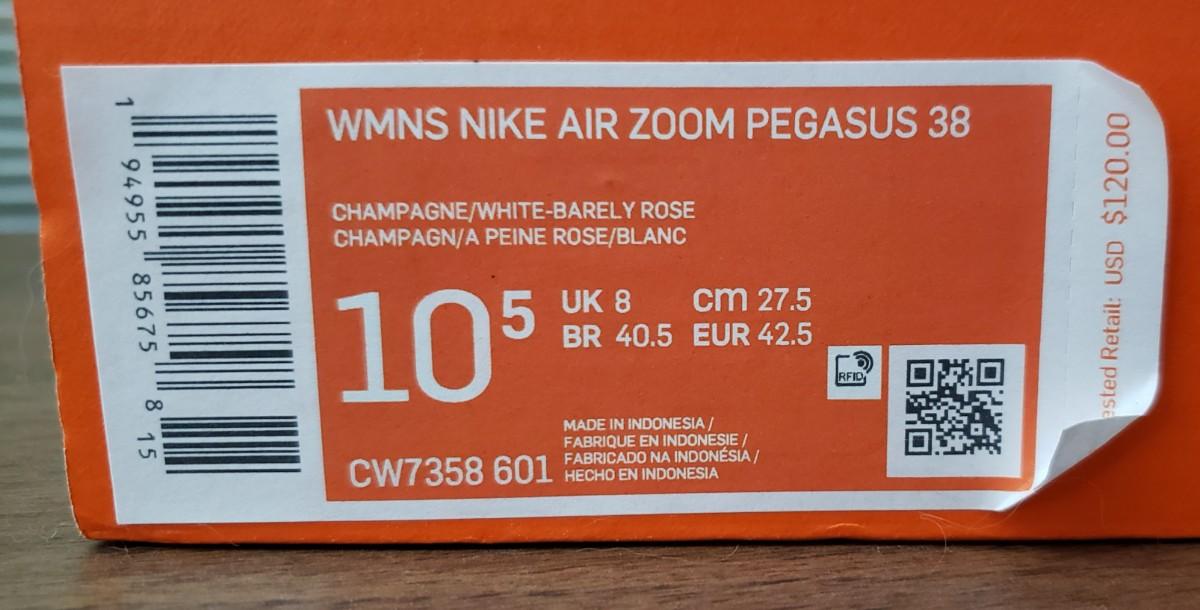 1 94955 85675 8 15
WMNS NIKE AIR ZOOM PEGASUS 38
CHAMPAGNE/WHITE-BARELY ROSE
CHAMPAGN/A PEINE ROSE/BLANC
10 5
UK 8 cm 27.5
BR 40.5 EUR 42.5
RFID
CW7358 601
MADE IN INDONESIA /
FABRIQUE EN INDONESIE /
FABRICADO NA INDONÉSIA /
HECHO EN INDONESIA
Retail: USD $120.00